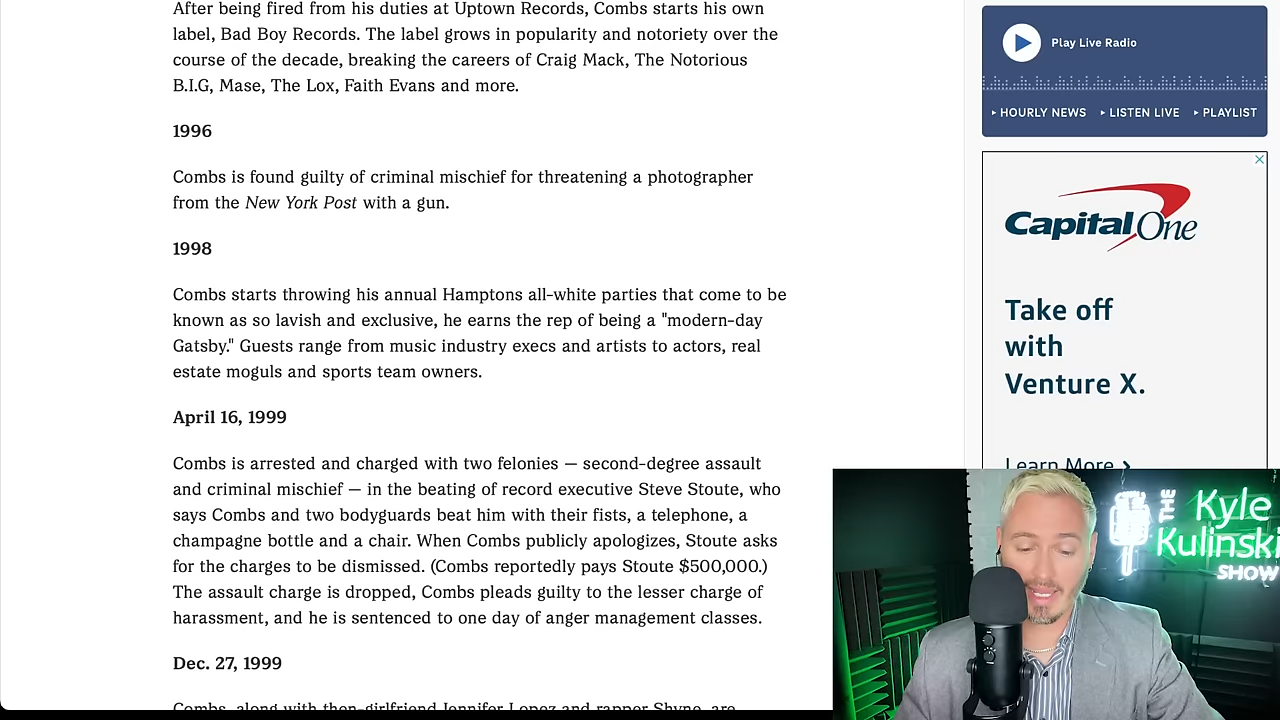 After being fired from his duties at Uptown Records, Combs starts his own
label, Bad Boy Records. The label grows in popularity and notoriety over the
course of the decade, breaking the careers of Craig Mack, The Notorious
B.I.G, Mase, The Lox, Faith Evans and more.
1996
Combs is found guilty of criminal mischief for threatening a photographer
from the New York Post with a gun.
1998
Combs starts throwing his annual Hamptons all-white parties that come to be
known as so lavish and exclusive, he earns the rep of being a "modern-day
Gatsby." Guests range from music industry execs and artists to actors, real
estate moguls and sports team owners.
April 16, 1999
Combs is arrested and charged with two felonies — second-degree assault
and criminal mischief — in the beating of record executive Steve Stoute, who
says Combs and two bodyguards beat him with their fists, a telephone, a
champagne bottle and a chair. When Combs publicly apologizes, Stoute asks
for the charges to be dismissed. (Combs reportedly pays Stoute $500,000.)
The assault charge is dropped, Combs pleads guilty to the lesser charge of
harassment, and he is sentenced to one day of anger management classes.
Dec. 27, 1999
Combs, along with then-girlfriend Jennifer Lopez and rapper Shyne, are
Play Live Radio
HOURLY NEWS LISTEN LIVE PLAYLIST
Capital One
Take off
with
Venture X.
Learn More
THE
Kyle
Kulinski
SHOW